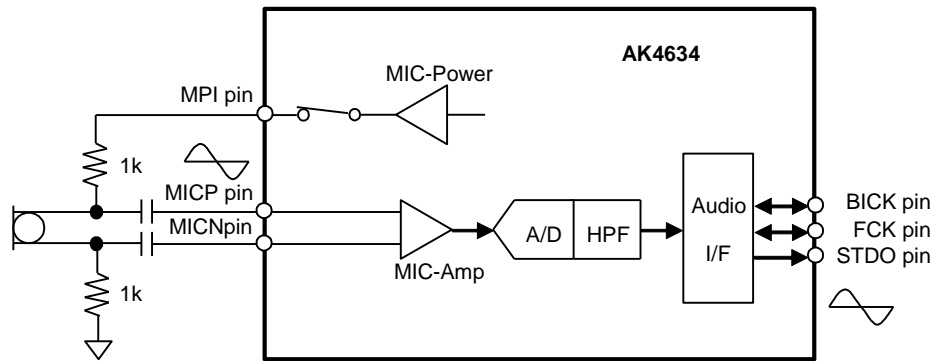 AK4634
MIC-Power
MPI pin
1k
MICP pin
MICNpin
MIC-Amp
A/D
HPF
Audio
I/F
BICK pin
FCK pin
STDO pin
1k